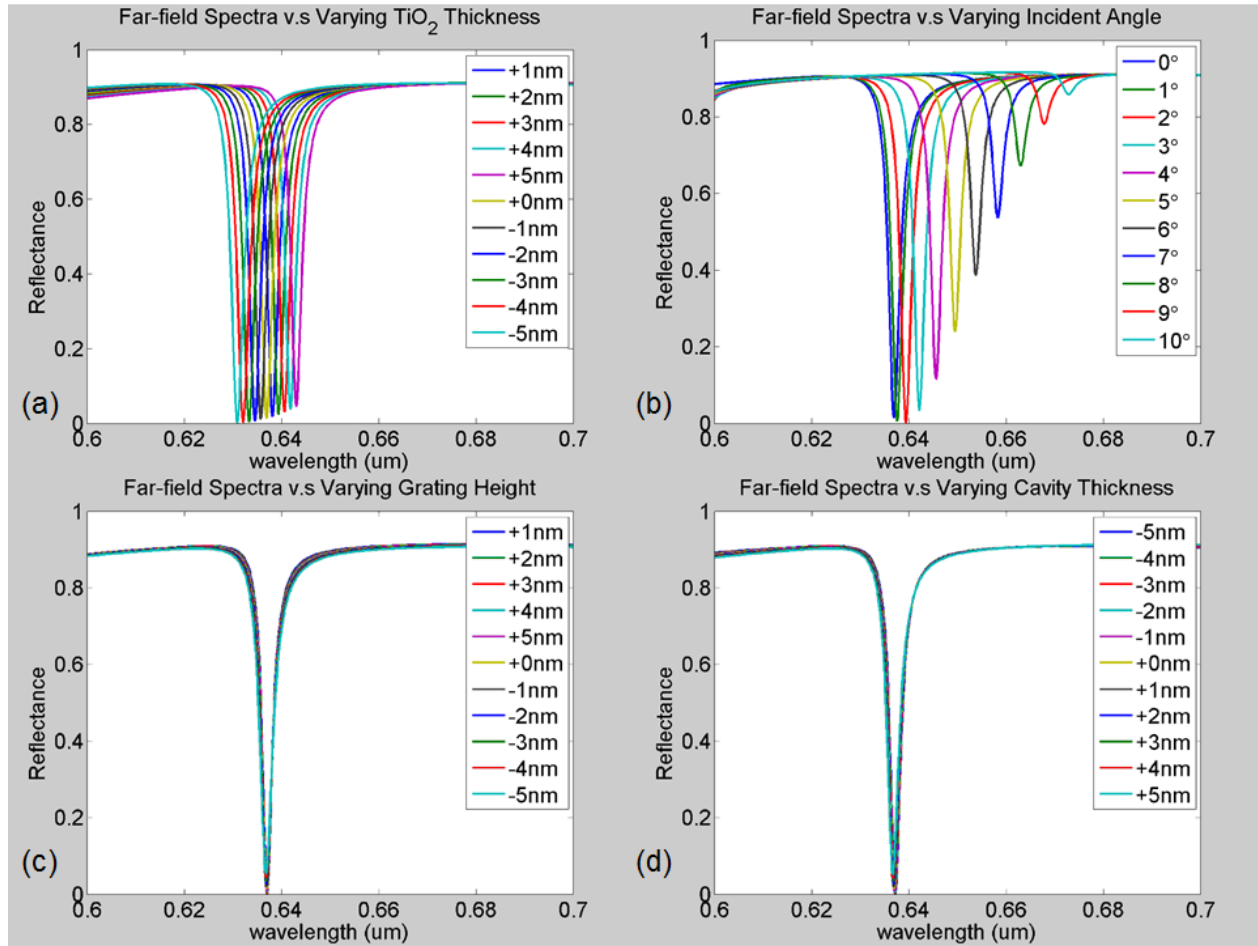 Far-field Spectra v.s Varying TiO2 Thickness
1
0.8
0.6
0.4
0.2
0
Reflectance
0.6
0.62
0.64
0.66
0.68
0.7
wavelength (um)
+1nm
+2nm
+3nm
+4nm
+5nm
+0nm
-1nm
-2nm
-3nm
-4nm
-5nm
(a)
Far-field Spectra v.s Varying Incident Angle
1
0.8
0.6
0.4
0.2
0
Reflectance
0.6
0.62
0.64
0.66
0.68
0.7
wavelength (um)
0°
1°
2°
3°
4°
5°
6°
7°
8°
9°
10°
(b)
Far-field Spectra v.s Varying Grating Height
1
0.8
0.6
0.4
0.2
0
Reflectance
0.6
0.62
0.64
0.66
0.68
0.7
wavelength (um)
+1nm
+2nm
+3nm
+4nm
+5nm
+0nm
-1nm
-2nm
-3nm
-4nm
-5nm
(c)
Far-field Spectra v.s Varying Cavity Thickness
1
0.8
0.6
0.4
0.2
0
Reflectance
0.6
0.62
0.64
0.66
0.68
0.7
wavelength (um)
-5nm
-4nm
-3nm
-2nm
-1nm
+0nm
+1nm
+2nm
+3nm
+4nm
+5nm
(d)